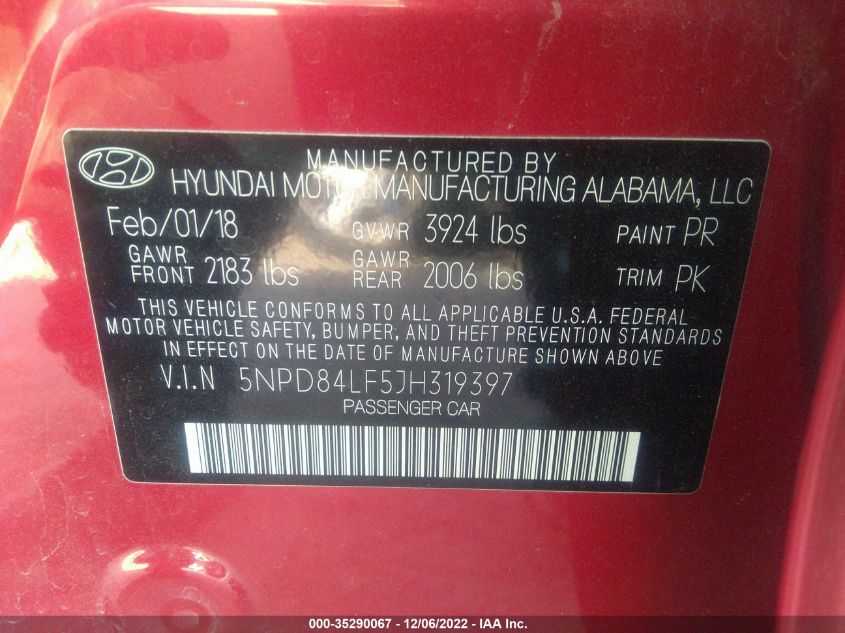 MANUFACTURED BY
HYUNDAI MOTOR MANUFACTURING ALABAMA, LLC
Feb/01/18 GVWR 3924 lbs PAINT PR
GAWR FRONT 2183 lbs GAWR REAR 2006 lbs TRIM PK
THIS VEHICLE CONFORMS TO ALL APPLICABLE U.S.A. FEDERAL
MOTOR VEHICLE SAFETY, BUMPER, AND THEFT PREVENTION STANDARDS
IN EFFECT ON THE DATE OF MANUFACTURE SHOWN ABOVE
V.I.N 5NPD84LF5JH319397
PASSENGER CAR
000-35290067 - 12/06/2022 - IAA Inc.